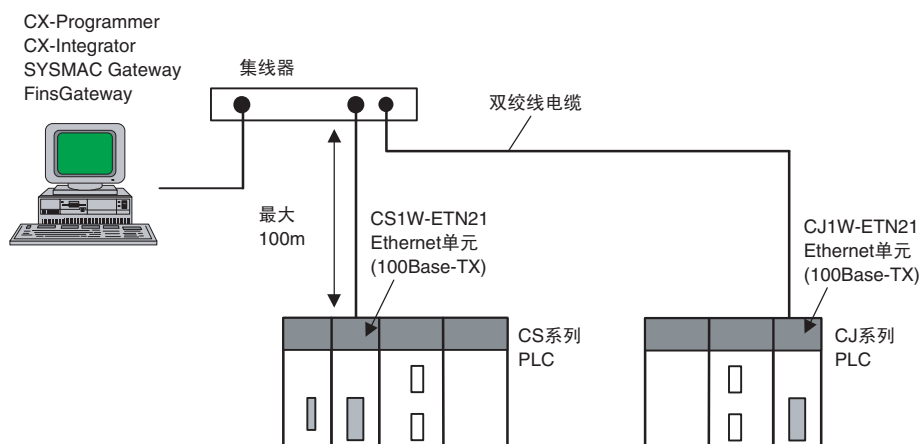 CX-Programmer
CX-Integrator
SYSMAC Gateway
FinsGateway
集线器
双绞线电缆
最大
100m
CS1W-ETN21
Ethernet单元
(100Base-TX)
CJ1W-ETN21
Ethernet单元
(100Base-TX)
CS系列
PLC
CJ系列
PLC